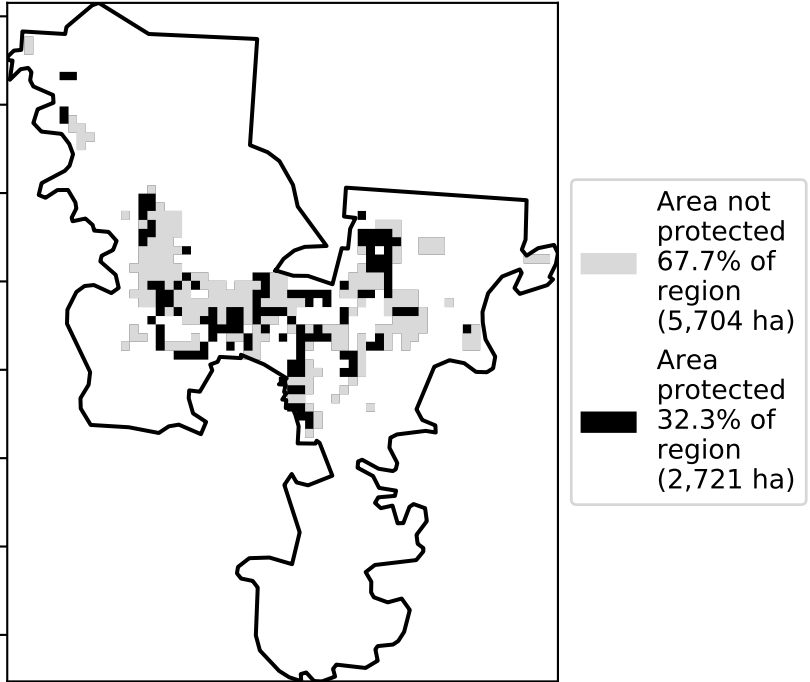 Area not
protected
67.7% of
region
(5,704 ha)
Area
protected
32.3% of
region
(2,721 ha)